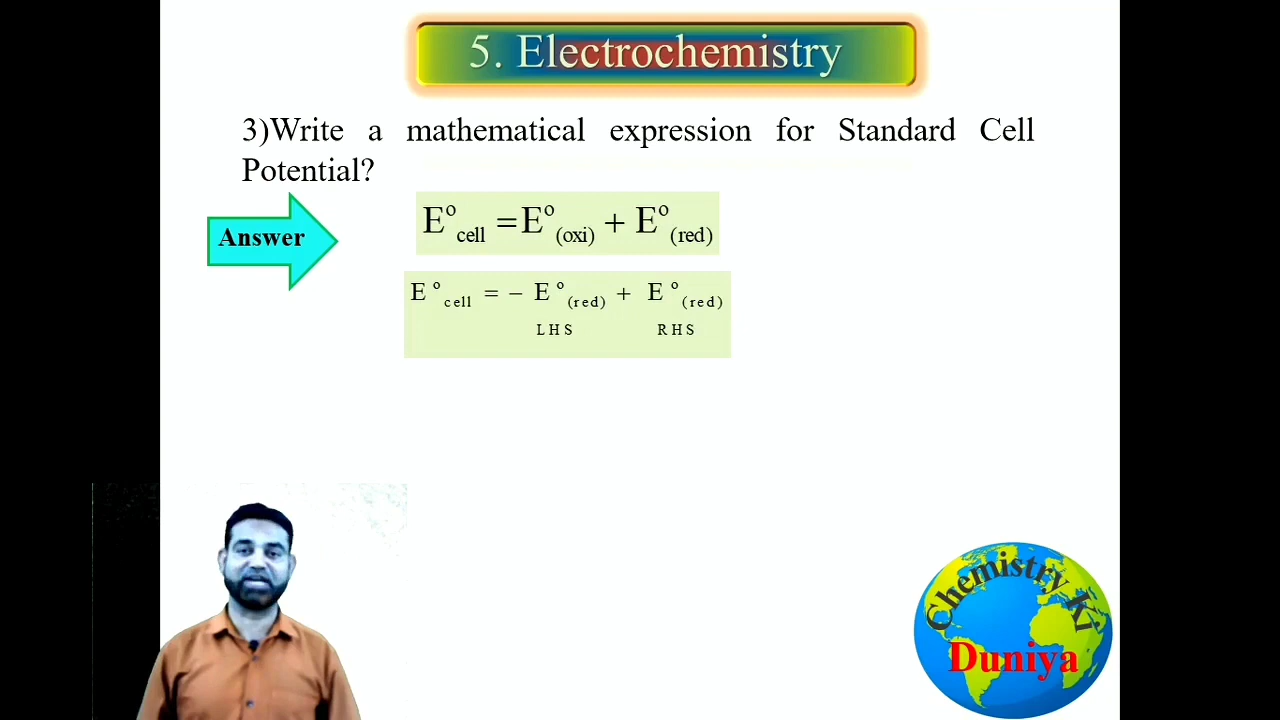 5. Electrochemistry
3)Write a mathematical expression for Standard Cell
Potential?
Answer
E°cell =E°(oxi) + E°(red)
E°cell = − E°(red) + E°(red)
LHS RHS
Chemistry Ki
Duniya